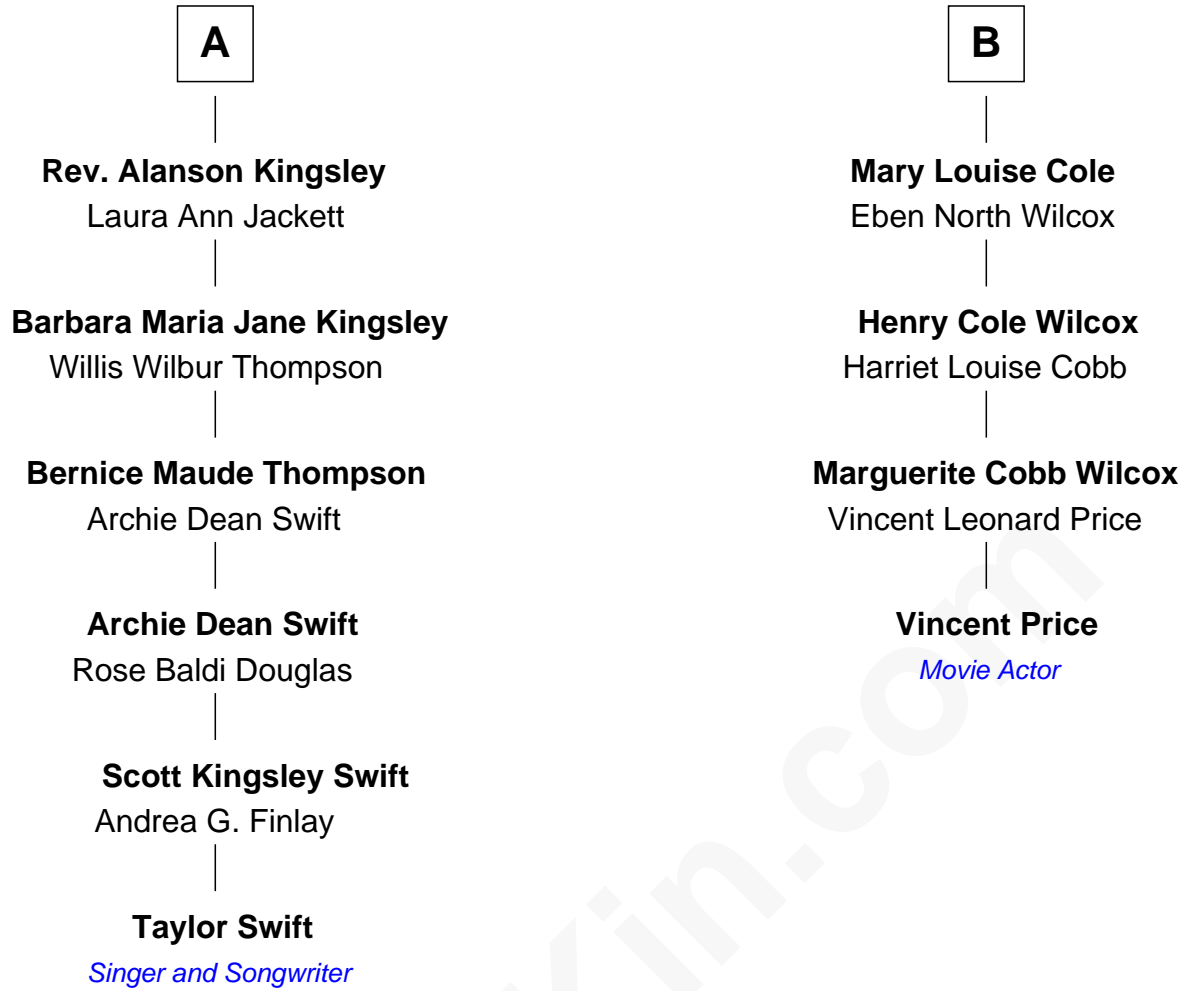 A
Rev. Alanson Kingsley
Laura Ann Jackett
Barbara Maria Jane Kingsley
Willis Wilbur Thompson
Bernice Maude Thompson
Archie Dean Swift
Archie Dean Swift
Rose Baldi Douglas
Scott Kingsley Swift
Andrea G. Finlay
Taylor Swift
Singer and Songwriter
B
Mary Louise Cole
Eben North Wilcox
Henry Cole Wilcox
Harriet Louise Cobb
Marguerite Cobb Wilcox
Vincent Leonard Price
Vincent Price
Movie Actor